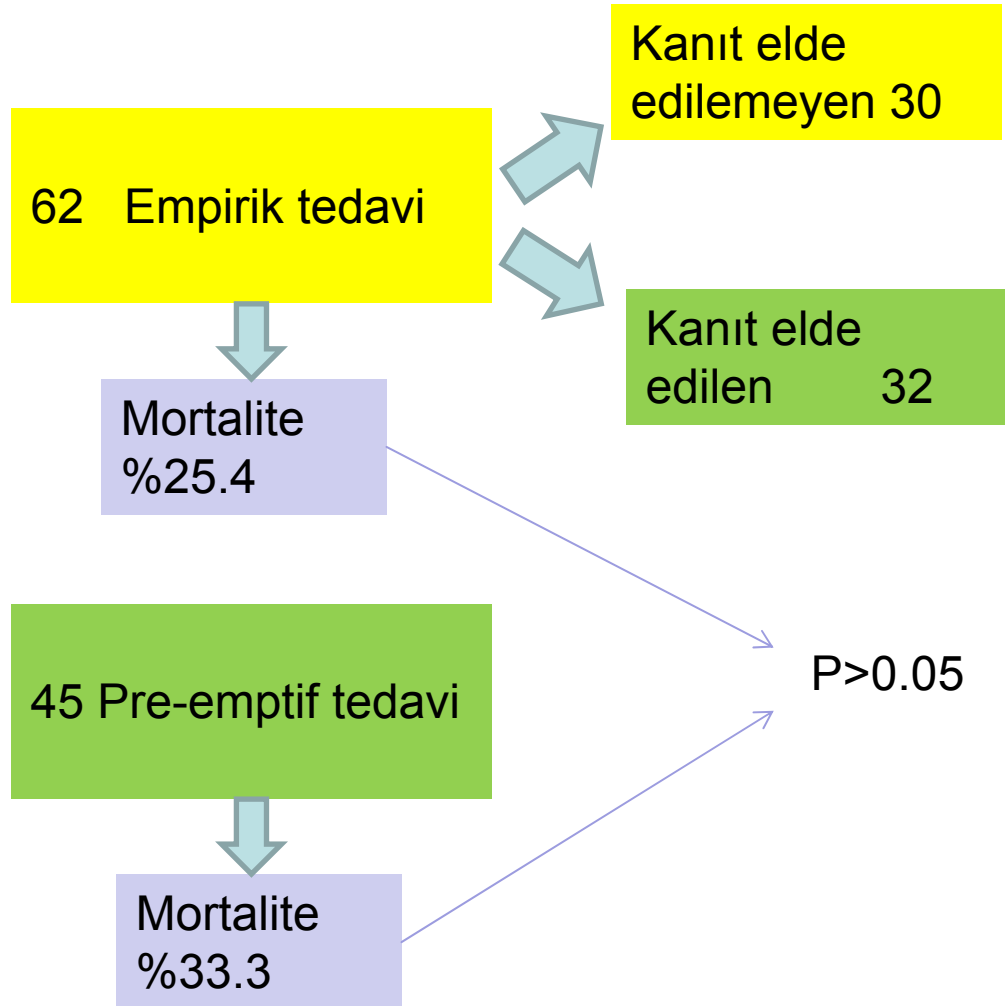 Kanıt elde
edilemeyen 30
62 Empirik tedavi
Kanıt elde
edilen 32
Mortalite
%25.4
45 Pre-emptif tedavi
P>0.05
Mortalite
%33.3